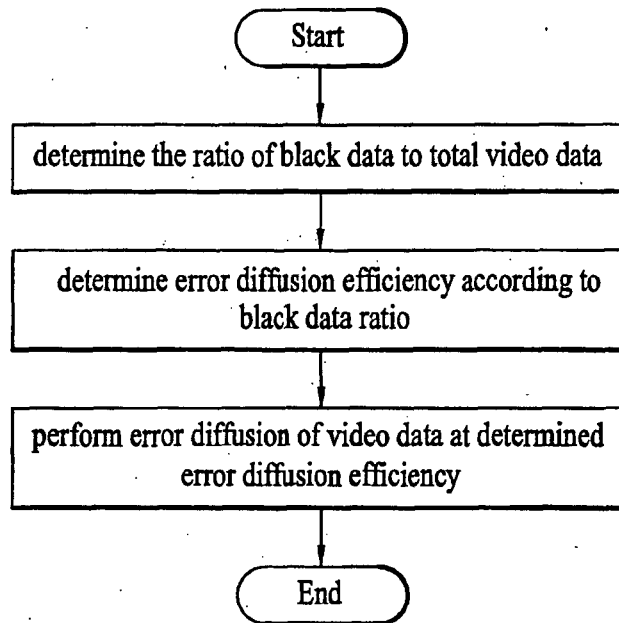 Start
determine the ratio of black data to total video data
determine error diffusion efficiency according to
black data ratio
perform error diffusion of video data at determined
error diffusion efficiency
End